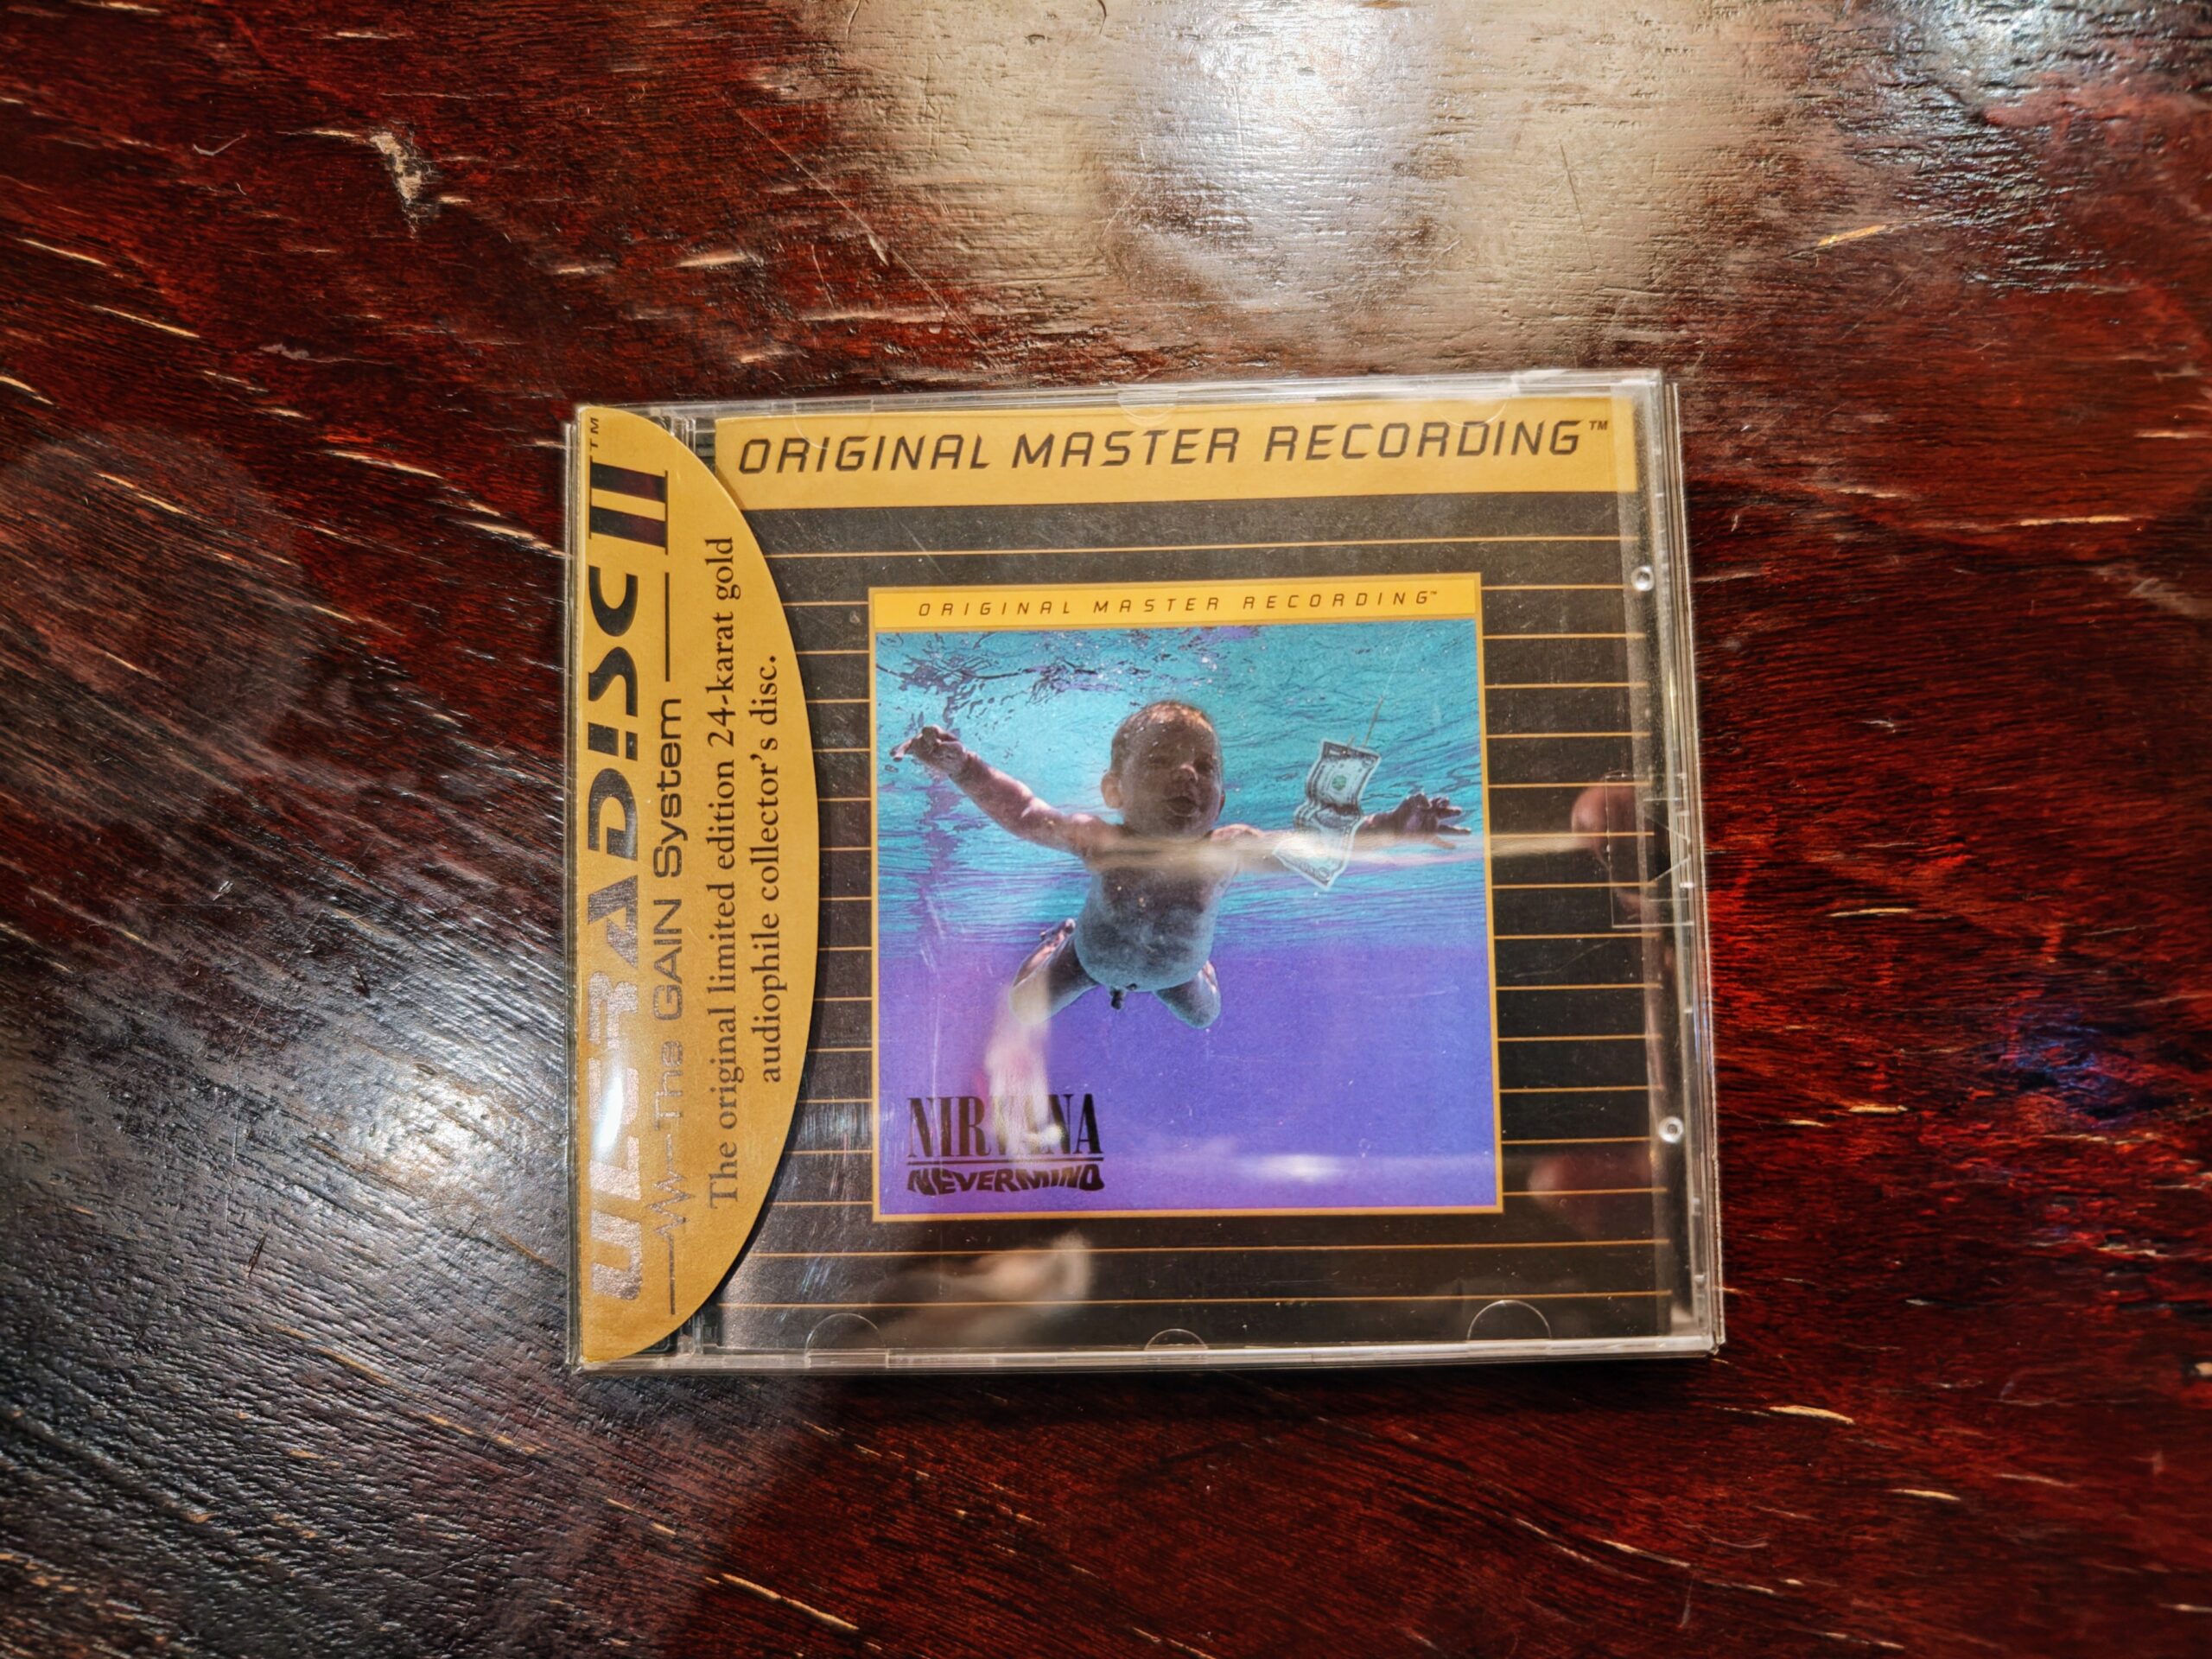 ORIGINAL MASTER RECORDING™
ULTRADISC II™
The GAIN System
The original limited edition 24-karat gold
audiophile collector's disc.
ORIGINAL MASTER RECORDING™
NIRVANA
NEVERMIND